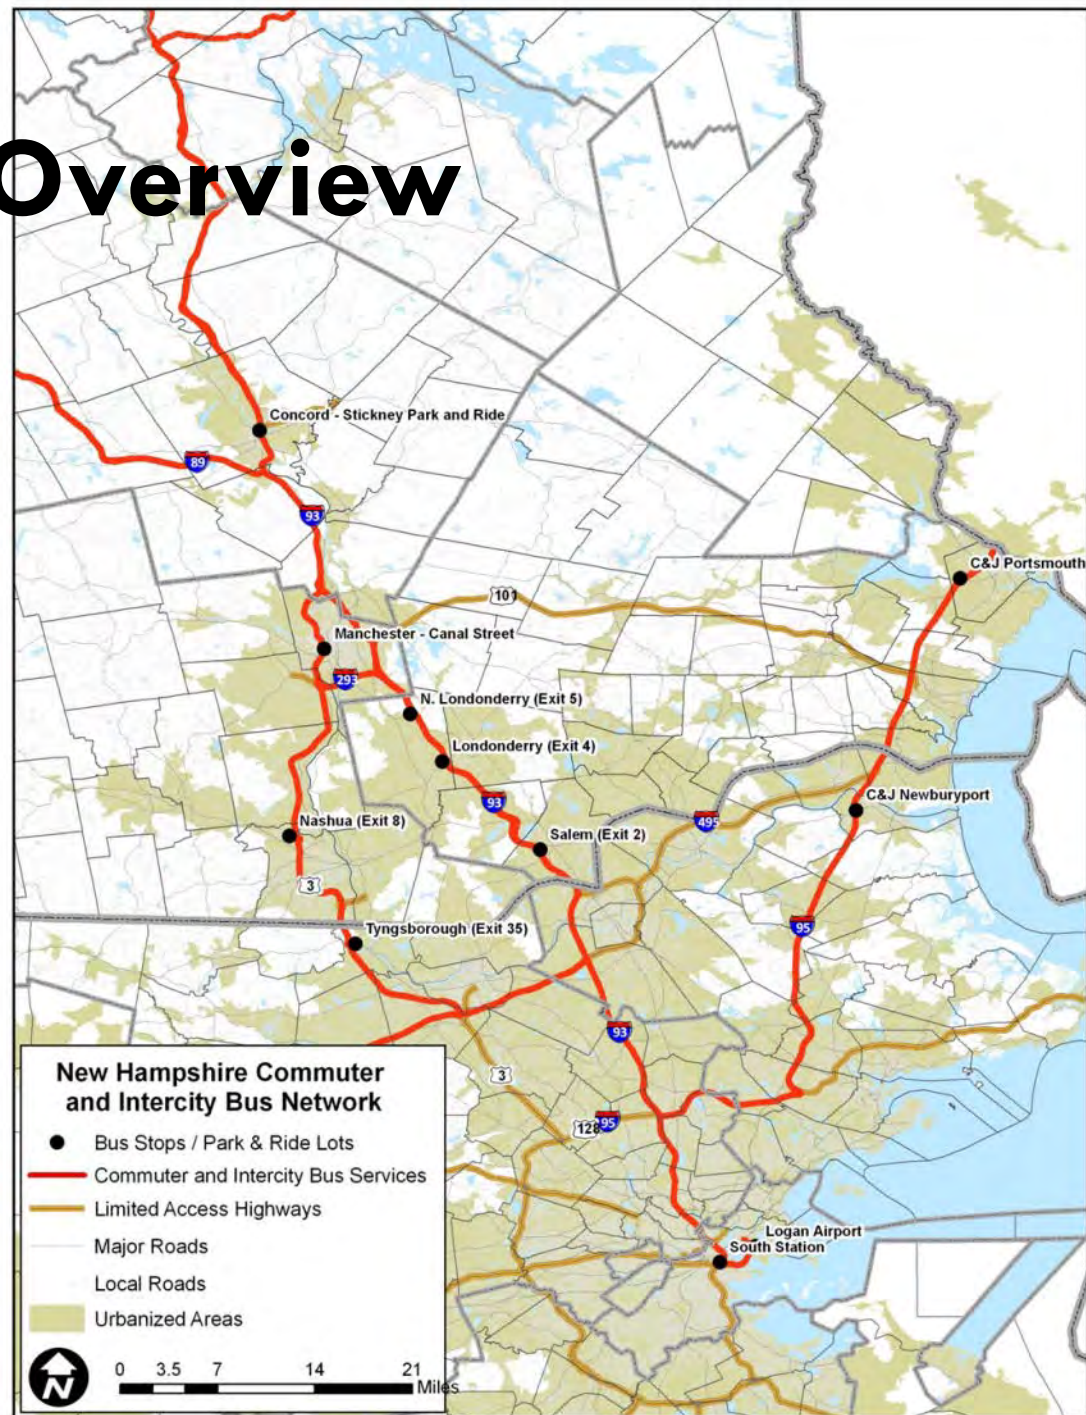 Overview
Concord - Stickney Park and Ride
89
93
C&J Portsmouth
101
Manchester - Canal Street
293
N. Londonderry (Exit 5)
Londonderry (Exit 4)
93
C&J Newburyport
495
Nashua (Exit 8)
Salem (Exit 2)
3
95
Tyngsborough (Exit 35)
93
3
128
95
Logan Airport
South Station
New Hampshire Commuter
and Intercity Bus Network
Bus Stops / Park & Ride Lots
Commuter and Intercity Bus Services
Limited Access Highways
Major Roads
Local Roads
Urbanized Areas
N
0 3.5 7 14 21
Miles